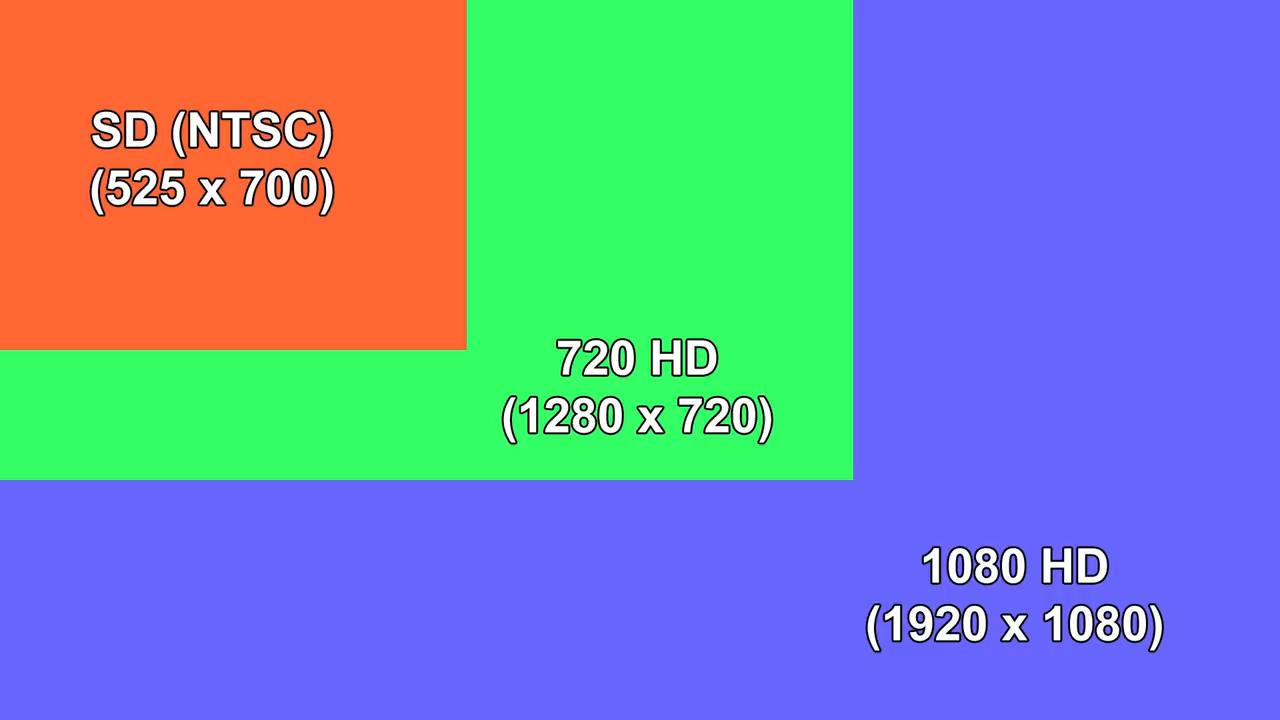 SD (NTSC)
(525 x 700)
720 HD
(1280 x 720)
1080 HD
(1920 x 1080)